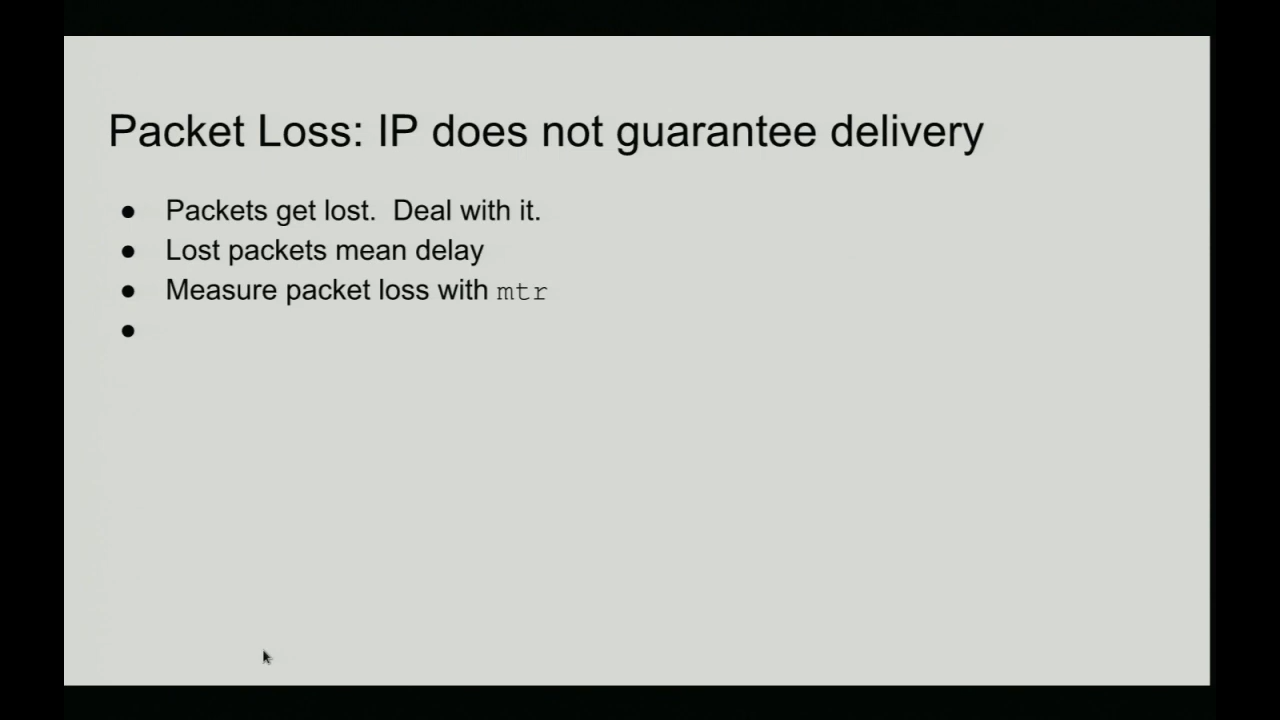 Packet Loss: IP does not guarantee delivery
● Packets get lost.  Deal with it.
● Lost packets mean delay
● Measure packet loss with mtr
●